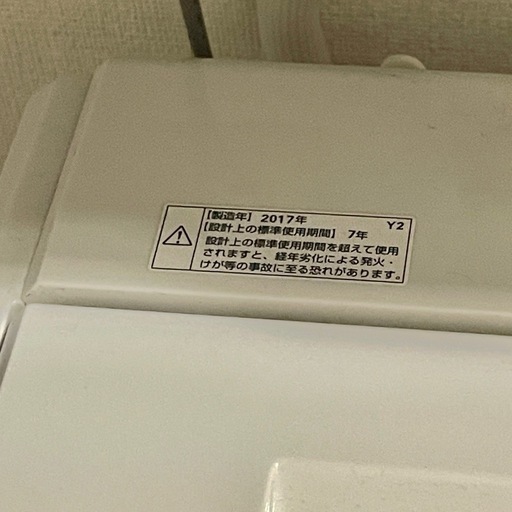 【製造年】 2017年 Y2
【設計上の標準使用期間】 7年
設計上の標準使用期間を超えて使用
されますと、経年劣化による発火・
けが等の事故に至る恐れがあります。